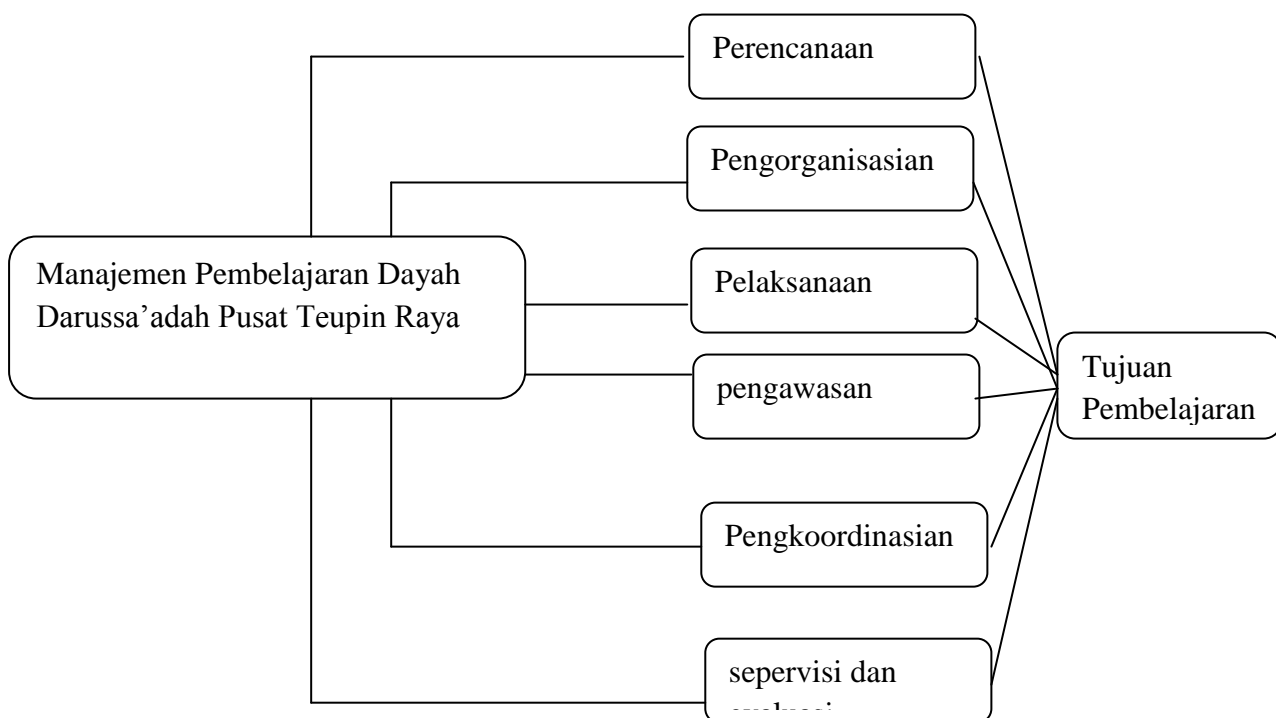 Perencanaan
Pengorganisasian
Manajemen Pembelajaran Dayah
Darussa’adah Pusat Teupin Raya
Pelaksanaan
pengawasan
Tujuan
Pembelajaran
Pengkoordinasian
sepervisi dan